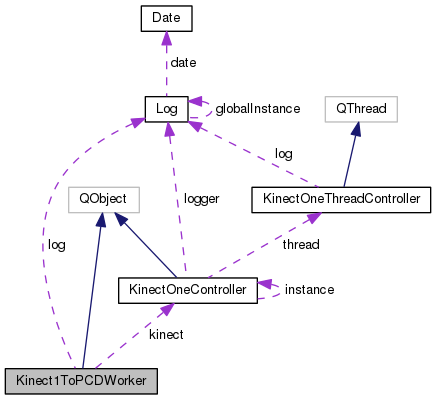 Date
date
Log
globalInstance
QThread
log
QObject
logger
KinectOneThreadController
log
thread
KinectOneController
instance
kinect
Kinect1ToPCDWorker